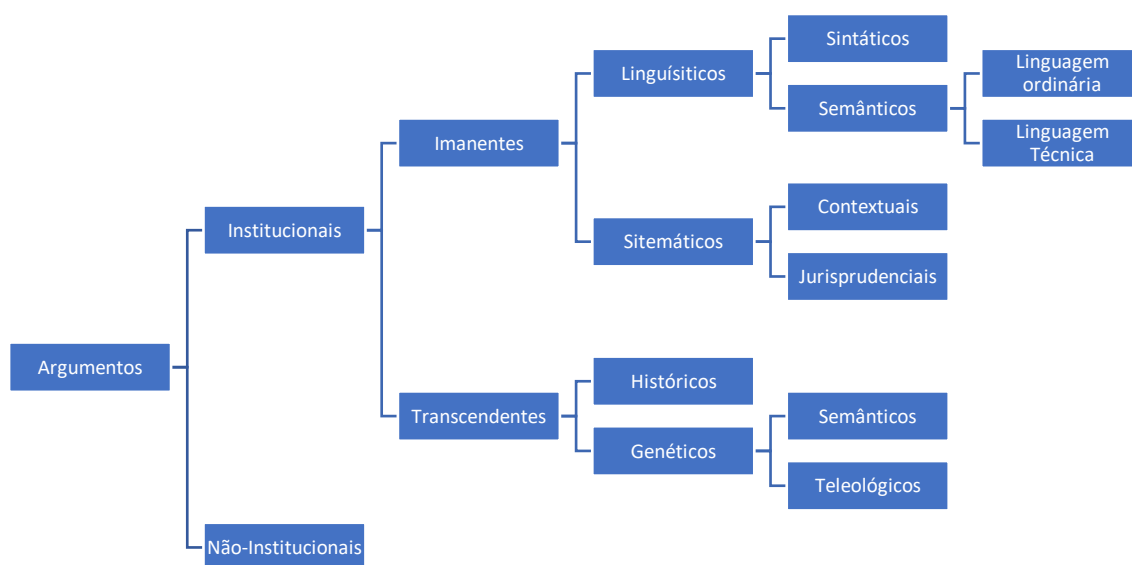 Argumentos
Institucionais
Imanentes
Linguísiticos
Sintáticos
Semânticos
Linguagem
ordinária
Linguagem
Técnica
Sitemáticos
Contextuais
Jurisprudenciais
Transcendentes
Históricos
Genéticos
Semânticos
Teleológicos
Não-Institucionais